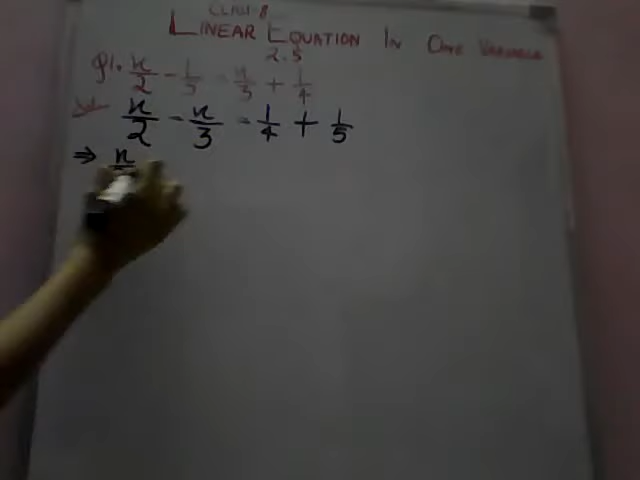 CLASS-8
LINEAR EQUATION IN ONE VARIABLE
2.5
Q1. x/2 - 1/5 = x/3 + 1/4
Sol x/2 - x/3 = 1/4 + 1/5
⇒ x